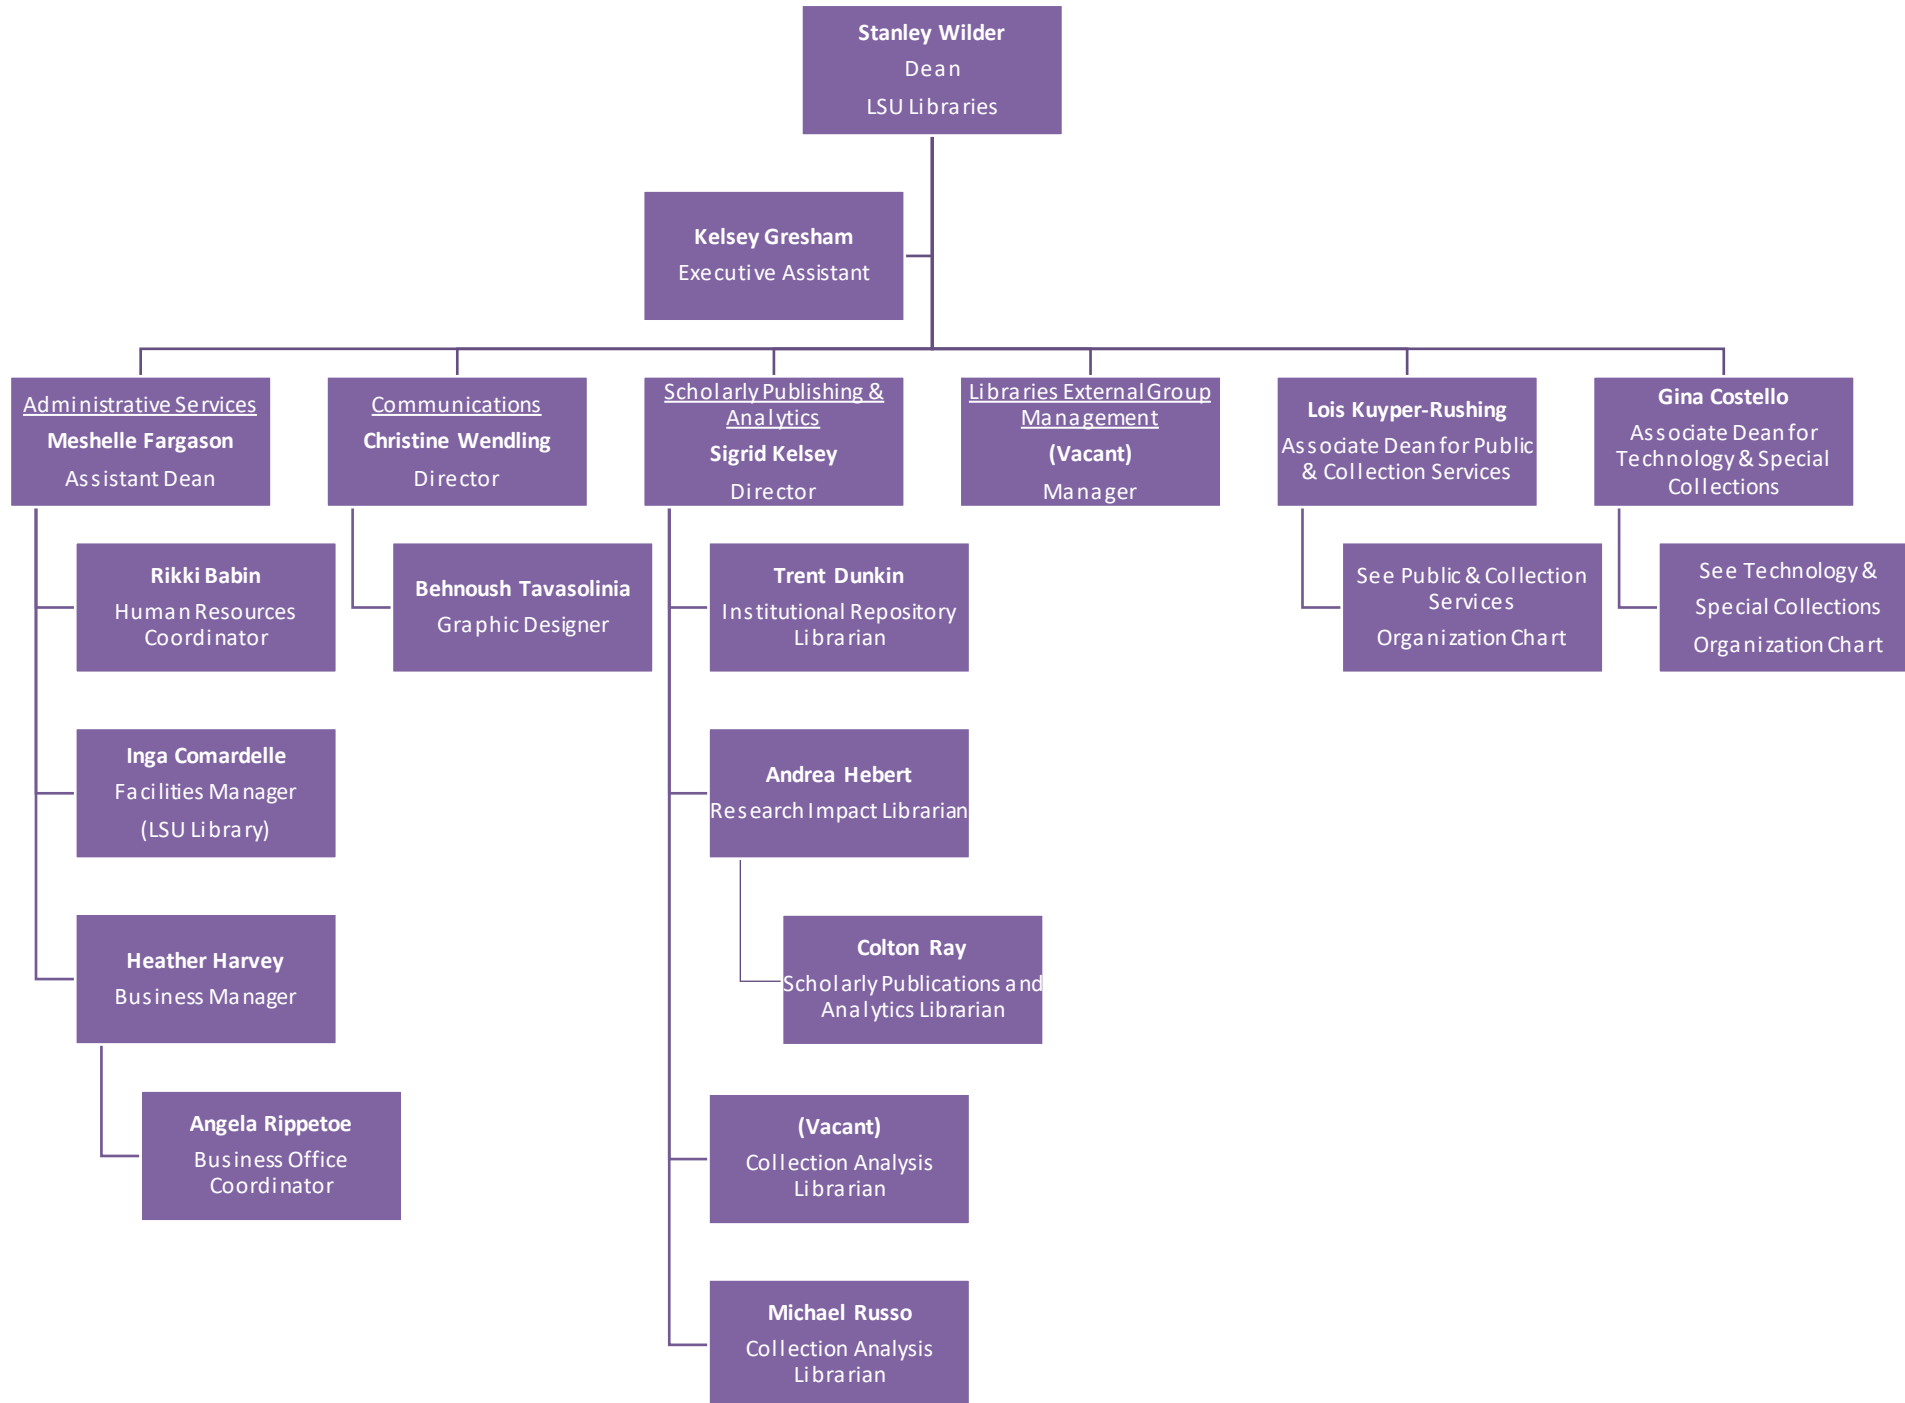 Stanley Wilder
Dean
LSU Libraries
Kelsey Gresham
Executive Assistant
Administrative Services
Meshelle Fargason
Assistant Dean
Communications
Christine Wendling
Director
Scholarly Publishing &
Analytics
Sigrid Kelsey
Director
Libraries External Group
Management
(Vacant)
Manager
Lois Kuyper-Rushing
Associate Dean for Public
& Collection Services
Gina Costello
Associate Dean for
Technology & Special
Collections
Rikki Babin
Human Resources
Coordinator
Behnoush Tavasolinia
Graphic Designer
Trent Dunkin
Institutional Repository
Librarian
See Public & Collection
Services
Organization Chart
See Technology &
Special Collections
Organization Chart
Inga Comardelle
Facilities Manager
(LSU Library)
Andrea Hebert
Research Impact Librarian
Heather Harvey
Business Manager
Colton Ray
Scholarly Publications and
Analytics Librarian
Angela Rippetoe
Business Office
Coordinator
(Vacant)
Collection Analysis
Librarian
Michael Russo
Collection Analysis
Librarian